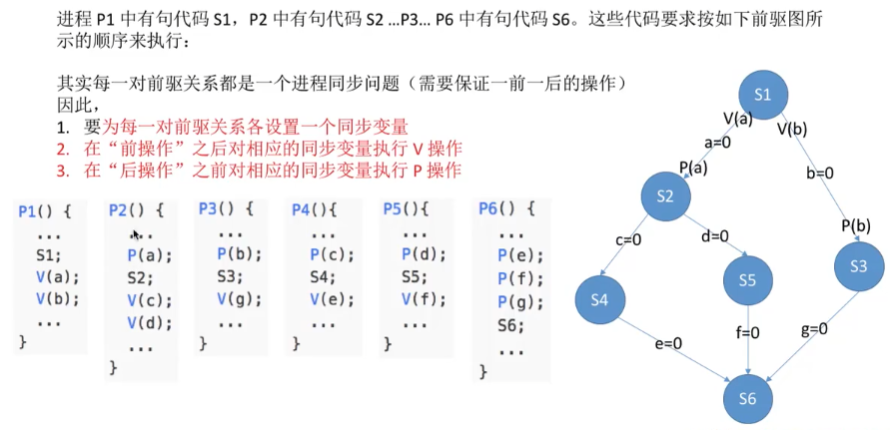 进程 P1 中有句代码 S1，P2 中有句代码 S2 …P3… P6 中有句代码 S6。这些代码要求按如下前驱图所
示的顺序来执行：
其实每一对前驱关系都是一个进程同步问题（需要保证一前一后的操作）
因此，
1. 要为每一对前驱关系各设置一个同步变量
2. 在“前操作”之后对相应的同步变量执行 V 操作
3. 在“后操作”之前对相应的同步变量执行 P 操作
P1() {
...
S1;
V(a);
V(b);
...
}
P2() {
...
P(a);
S2;
V(c);
V(d);
...
}
P3() {
...
P(b);
S3;
V(g);
...
}
P4(){
...
P(c);
S4;
V(e);
...
}
P5(){
...
P(d);
S5;
V(f);
...
}
P6() {
...
P(e);
P(f);
P(g);
S6;
...
}
S1
V(a)
V(b)
a=0
b=0
P(a)
S2
P(b)
c=0
d=0
S3
S4
S5
e=0
f=0
g=0
S6